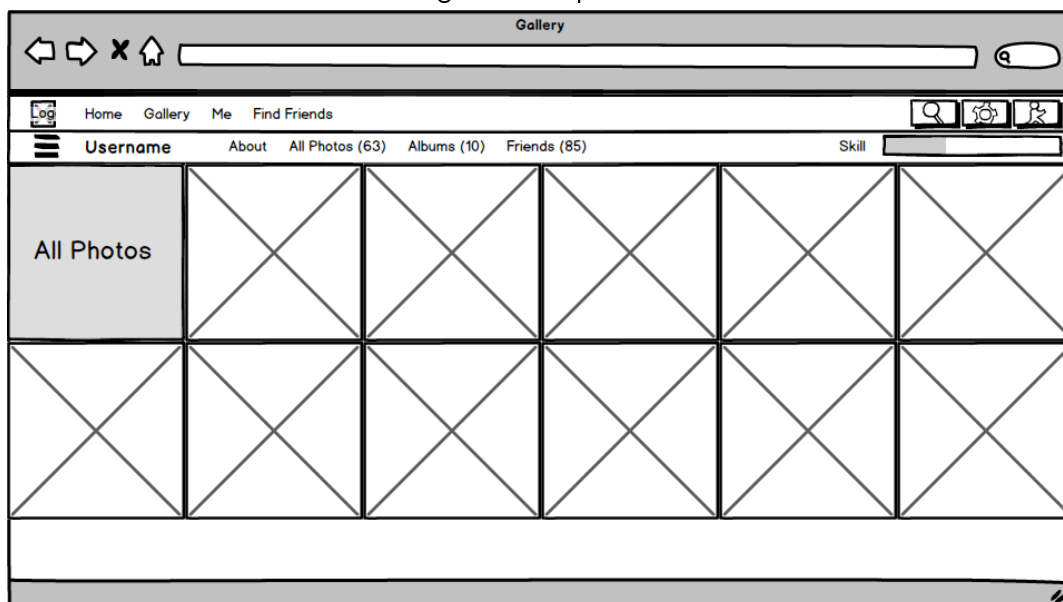 Gallery
Log Home Gallery Me Find Friends
Username About All Photos (63) Albums (10) Friends (85) Skill
All Photos